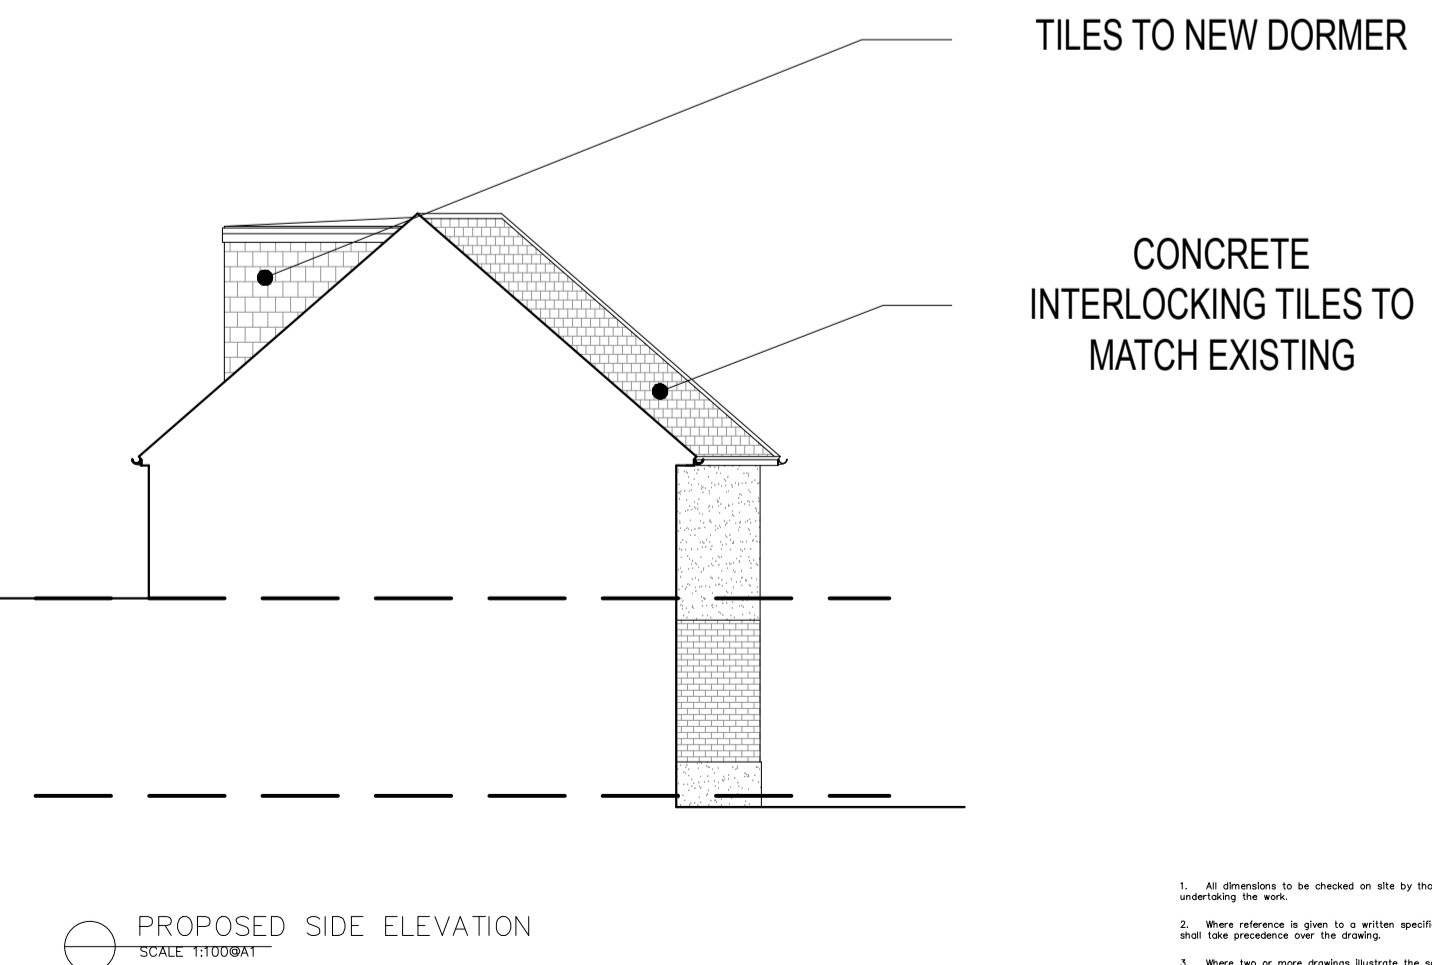 TILES TO NEW DORMER
CONCRETE
INTERLOCKING TILES TO
MATCH EXISTING
PROPOSED SIDE ELEVATION
SCALE 1:100@A1
1. All dimensions to be checked on site by
undertaking the work.
2. Where reference is given to a written
shall take precedence over the drawing.
3. Where two or more drawings illustrate the